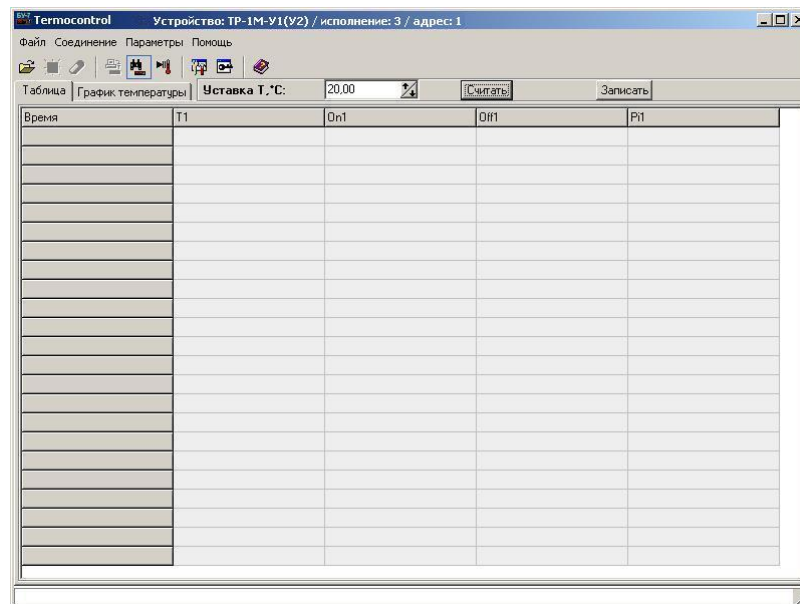 БУ-Т Termocontrol Устройство: ТР-1М-У1(У2) / исполнение: 3 / адрес: 1
Файл Соединение Параметры Помощь
Таблица График температуры Уставка Т,°С: 20,00 Считать Записать
Время T1 On1 Off1 Pi1